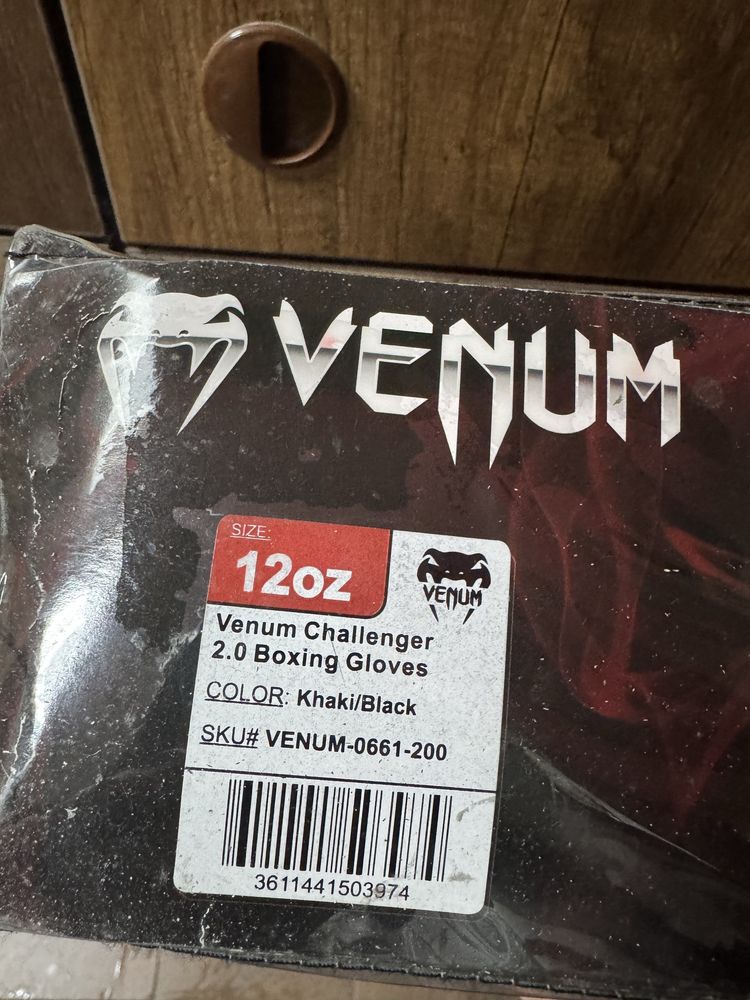 VENUM
SIZE:
12oz
VENUM
Venum Challenger
2.0 Boxing Gloves
COLOR: Khaki/Black
SKU# VENUM-0661-200
3611441503974